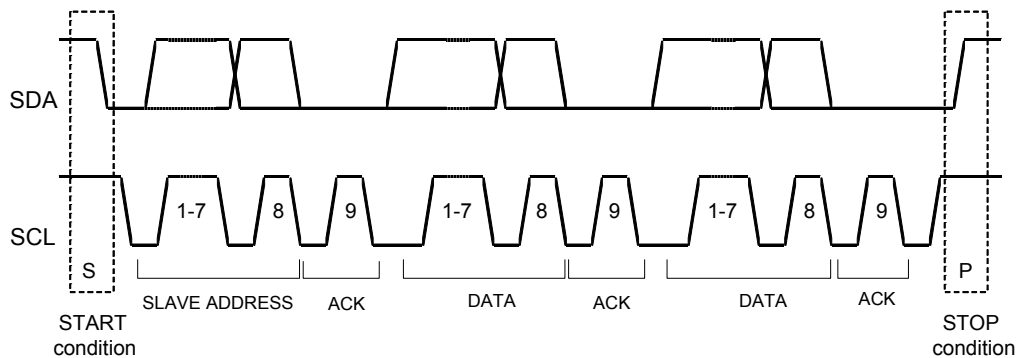 SDA
SCL
1-7 8 9 1-7 8 9 1-7 8 9
S P
SLAVE ADDRESS ACK DATA ACK DATA ACK
START
condition
STOP
condition